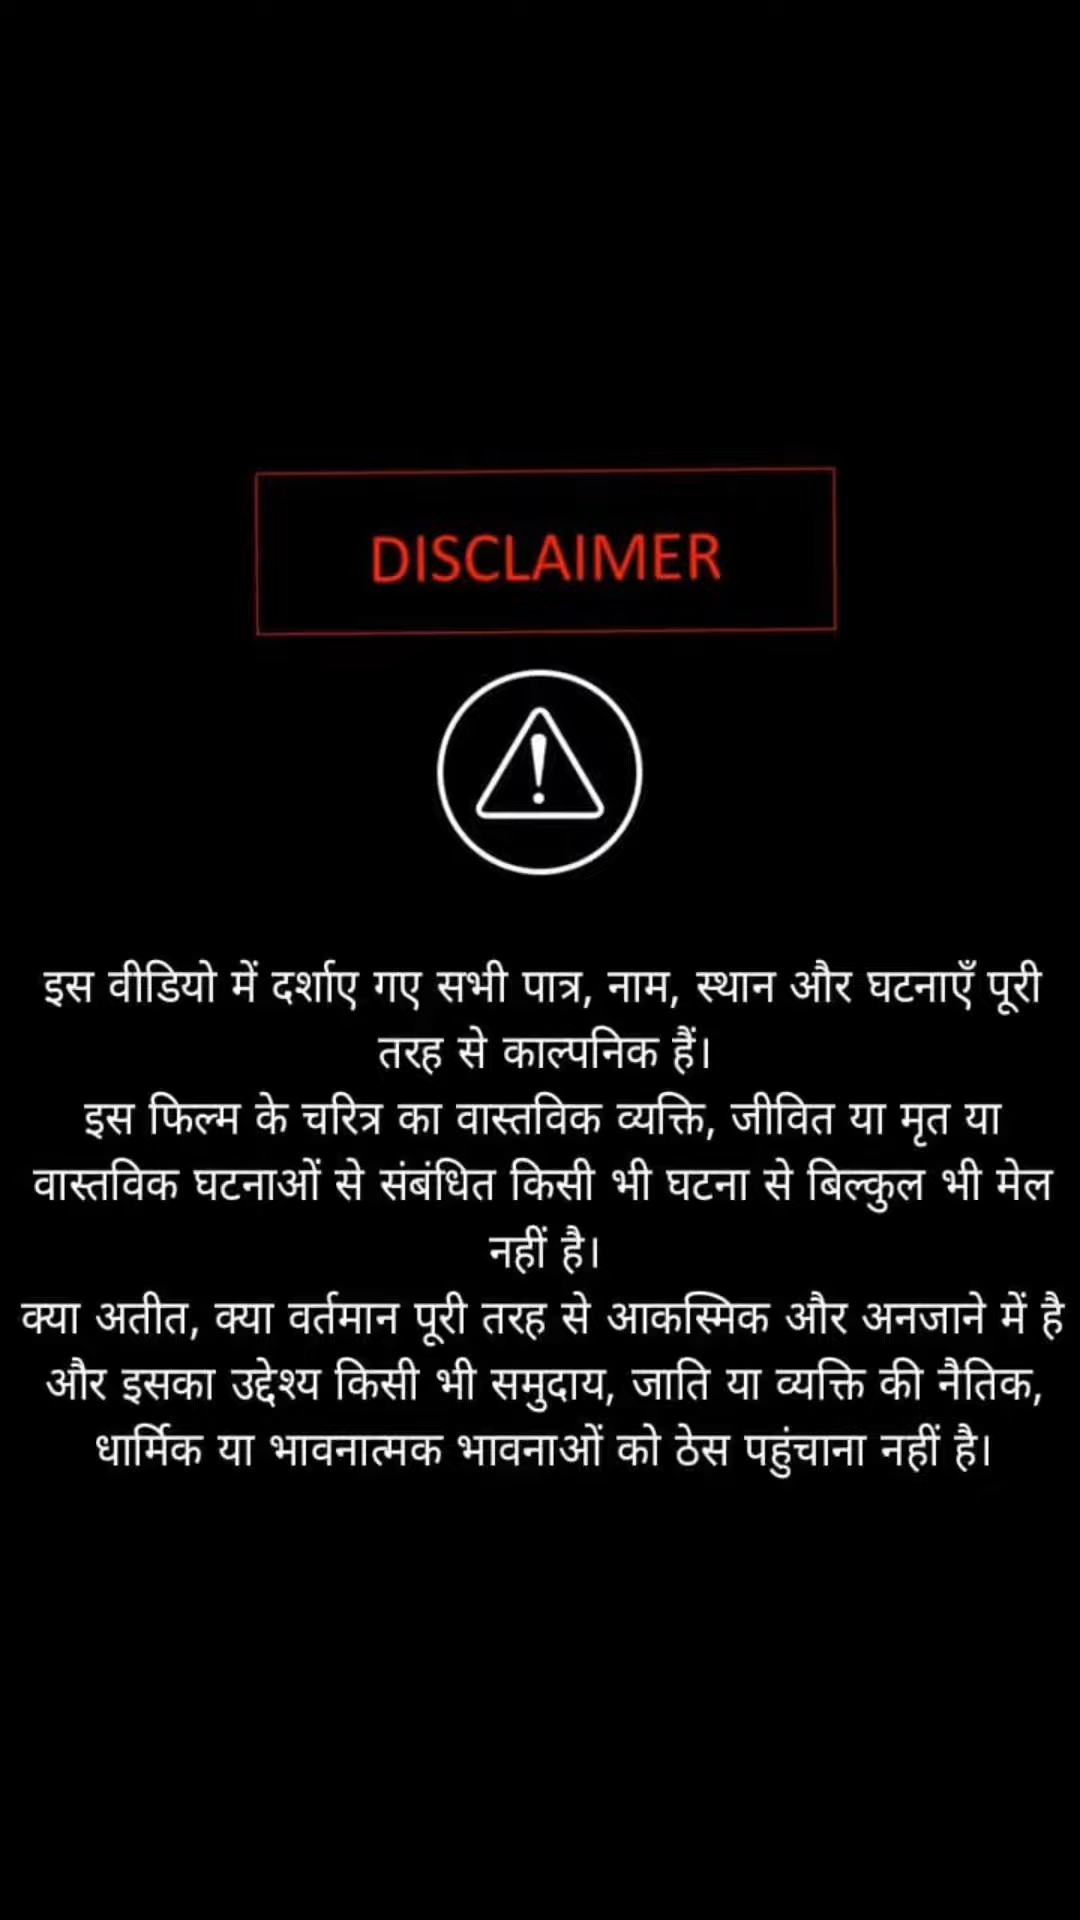 DISCLAIMER
इस वीडियो में दर्शाए गए सभी पात्र, नाम, स्थान और घटनाएँ पूरी
तरह से काल्पनिक हैं।
इस फिल्म के चरित्र का वास्तविक व्यक्ति, जीवित या मृत या
वास्तविक घटनाओं से संबंधित किसी भी घटना से बिल्कुल भी मेल
नहीं है।
क्या अतीत, क्या वर्तमान पूरी तरह से आकस्मिक और अनजाने में है
और इसका उद्देश्य किसी भी समुदाय, जाति या व्यक्ति की नैतिक,
धार्मिक या भावनात्मक भावनाओं को ठेस पहुंचाना नहीं है।